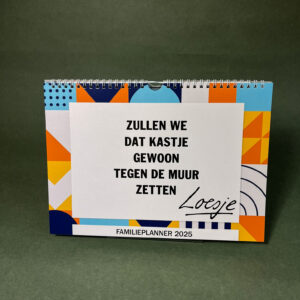 ZULLEN WE
DAT KASTJE
GEWOON
TEGEN DE MUUR
ZETTEN
Loesje
FAMILIEPLANNER 2025